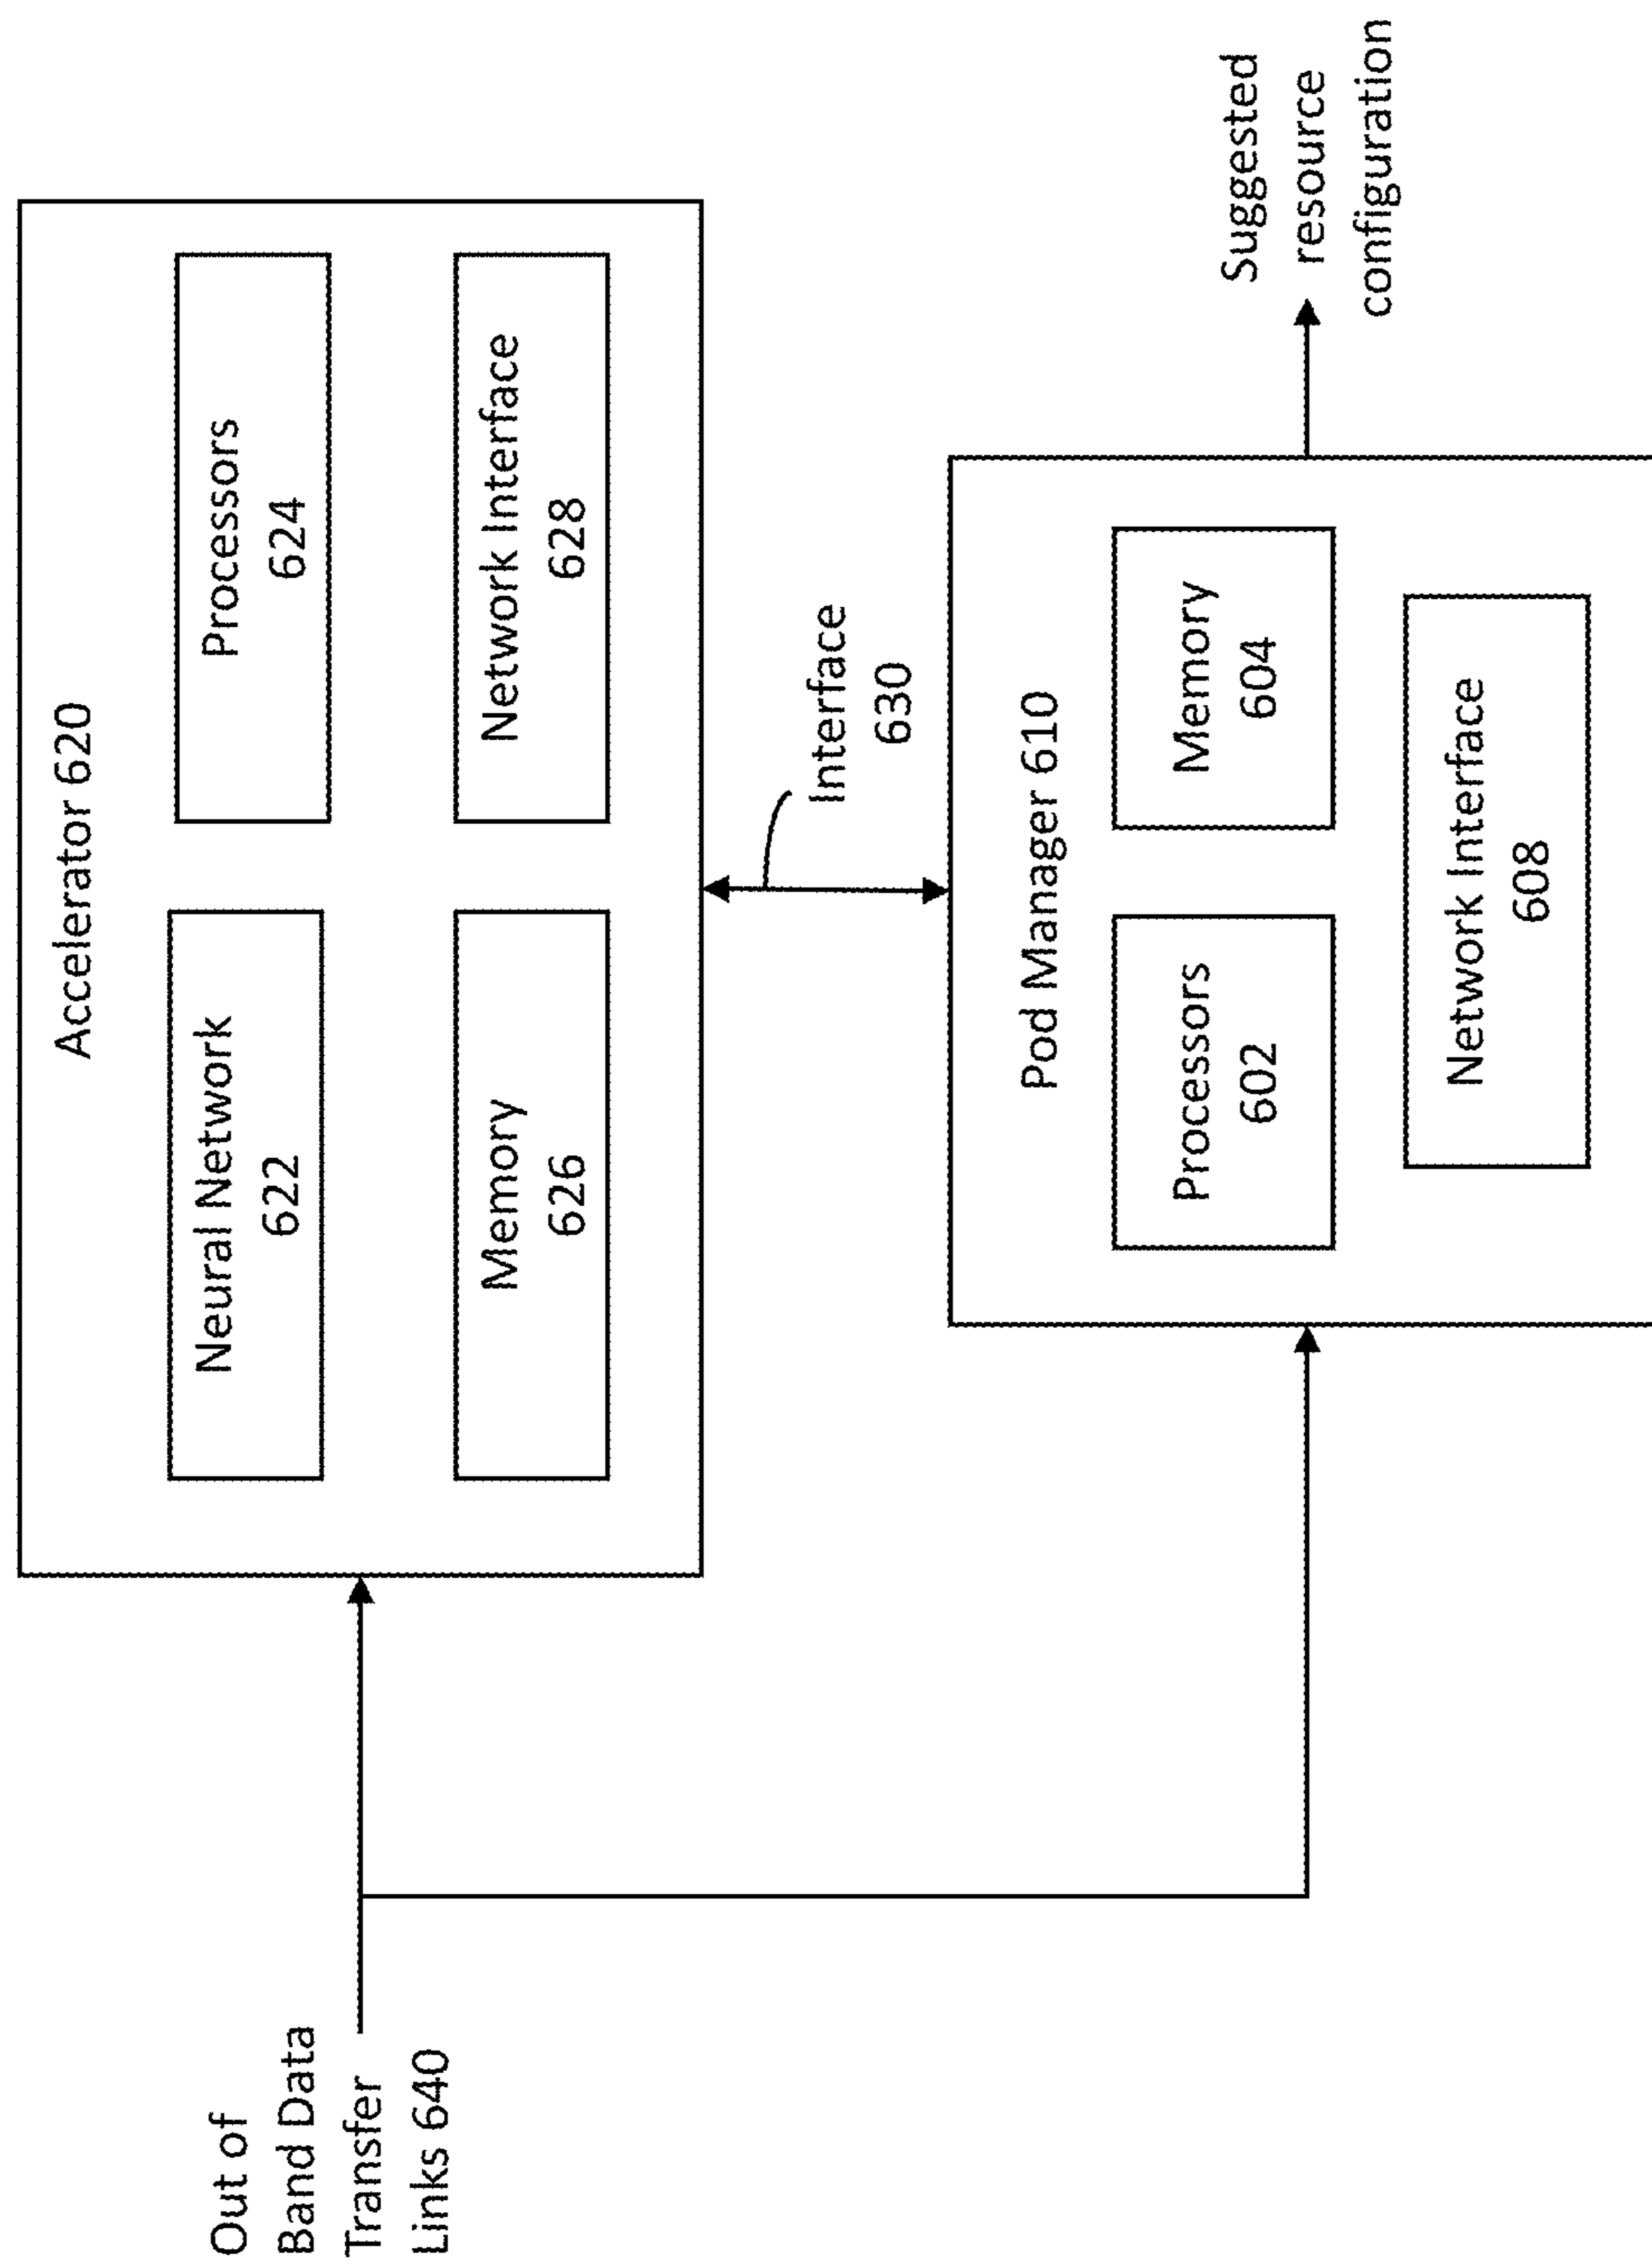 Accelerator 620
Neural Network
622
Processors
624
Memory
626
Network Interface
628
Out of
Band Data
Transfer
Links 640
Interface
630
Pod Manager 610
Processors
602
Memory
604
Network Interface
608
Suggested
resource
configuration